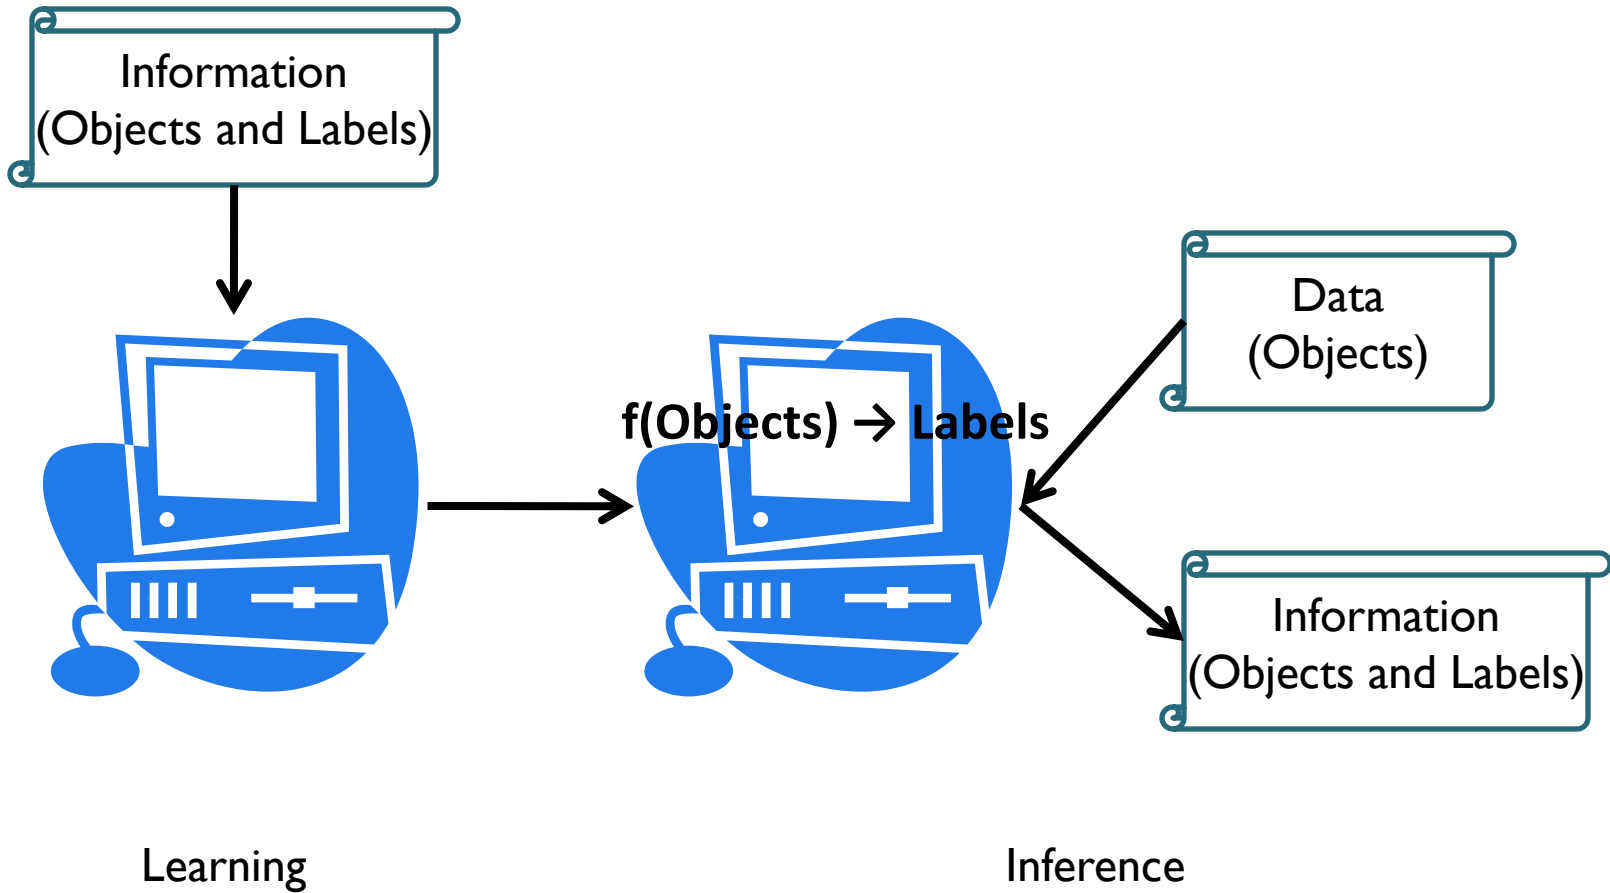 Information
(Objects and Labels)
Data
(Objects)
f(Objects) → Labels
Information
(Objects and Labels)
Learning
Inference